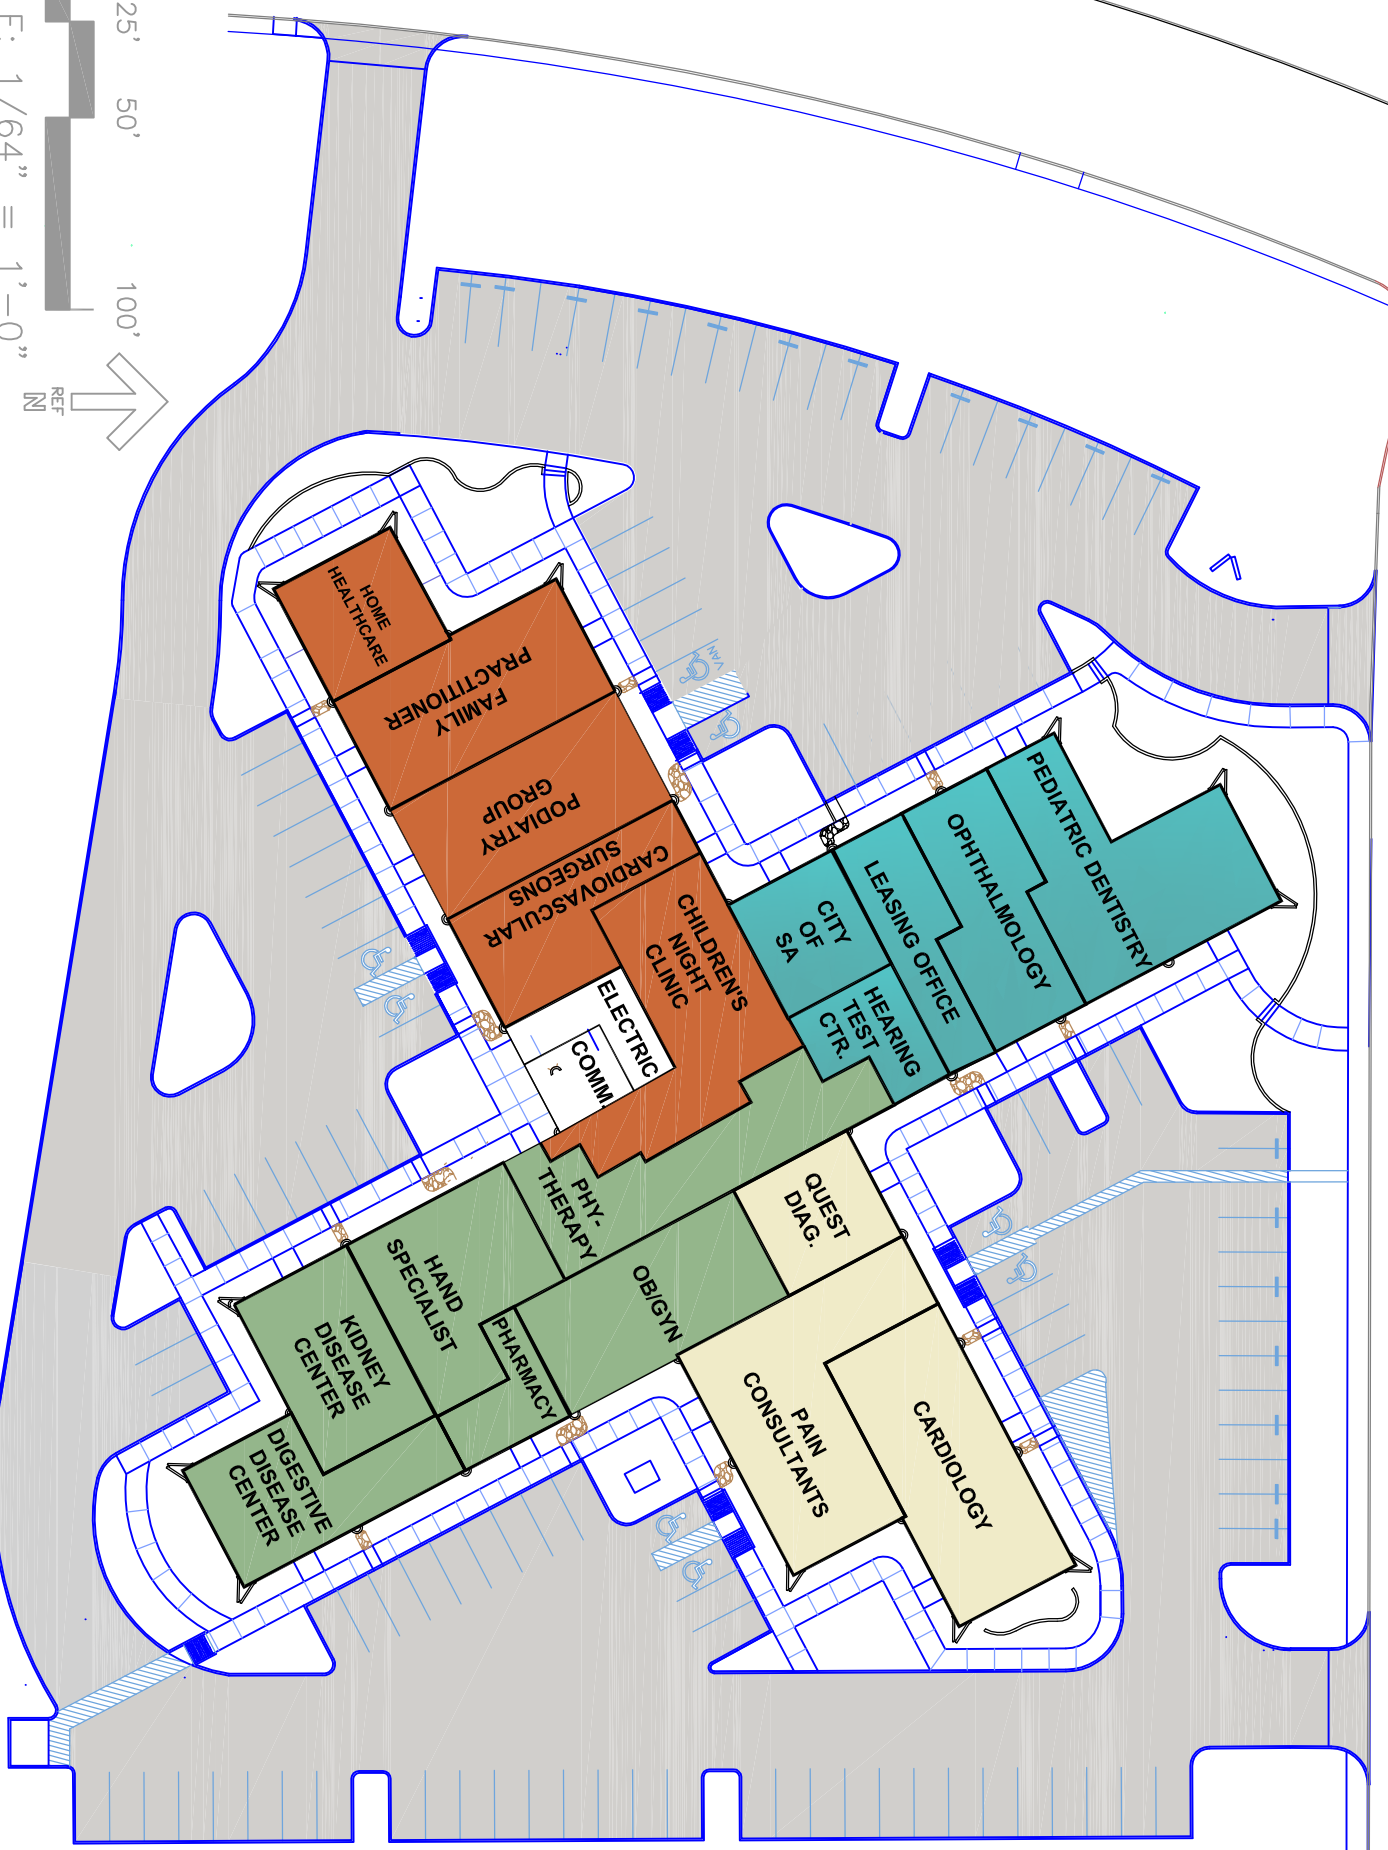 25'
50'
100'
F: 1/64" = 1'-0"
REF
N
HOME
HEALTHCARE
FAMILY
PRACTITIONER
PODIATRY
GROUP
CARDIOVASCULAR
SURGEONS
CHILDREN'S
NIGHT
CLINIC
ELECTRIC
COMM.
VAN
CITY
OF
SA
HEARING
TEST
CTR.
LEASING OFFICE
OPHTHALMOLOGY
PEDIATRIC DENTISTRY
PHY-
THERAPY
HAND
SPECIALIST
PHARMACY
OB/GYN
KIDNEY
DISEASE
CENTER
DIGESTIVE
DISEASE
CENTER
QUEST
DIAG.
PAIN
CONSULTANTS
CARDIOLOGY